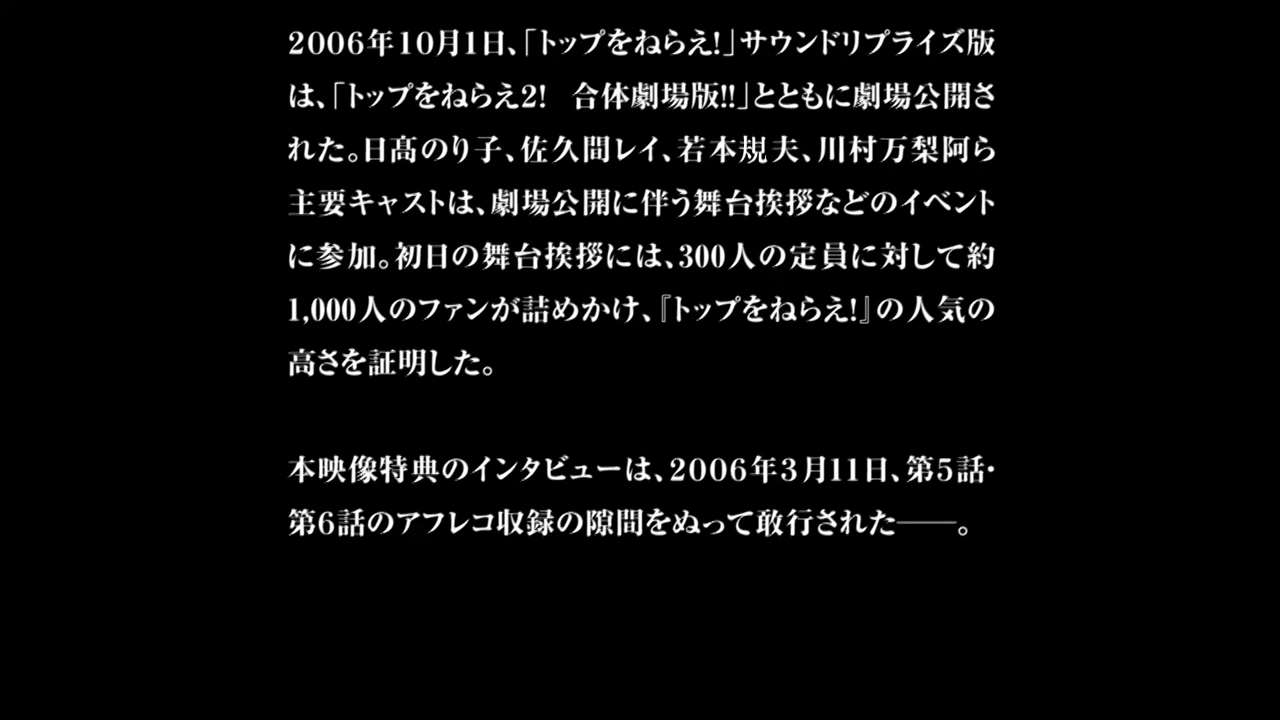 2006年10月1日、「トップをねらえ!」サウンドリプライズ版
は、「トップをねらえ2!　合体劇場版!!」とともに劇場公開さ
れた。日髙のり子、佐久間レイ、若本規夫、川村万梨阿ら
主要キャストは、劇場公開に伴う舞台挨拶などのイベント
に参加。初日の舞台挨拶には、300人の定員に対して約
1,000人のファンが詰めかけ、『トップをねらえ!』の人気の
高さを証明した。
本映像特典のインタビューは、2006年3月11日、第5話・
第6話のアフレコ収録の隙間をぬって敢行された――。